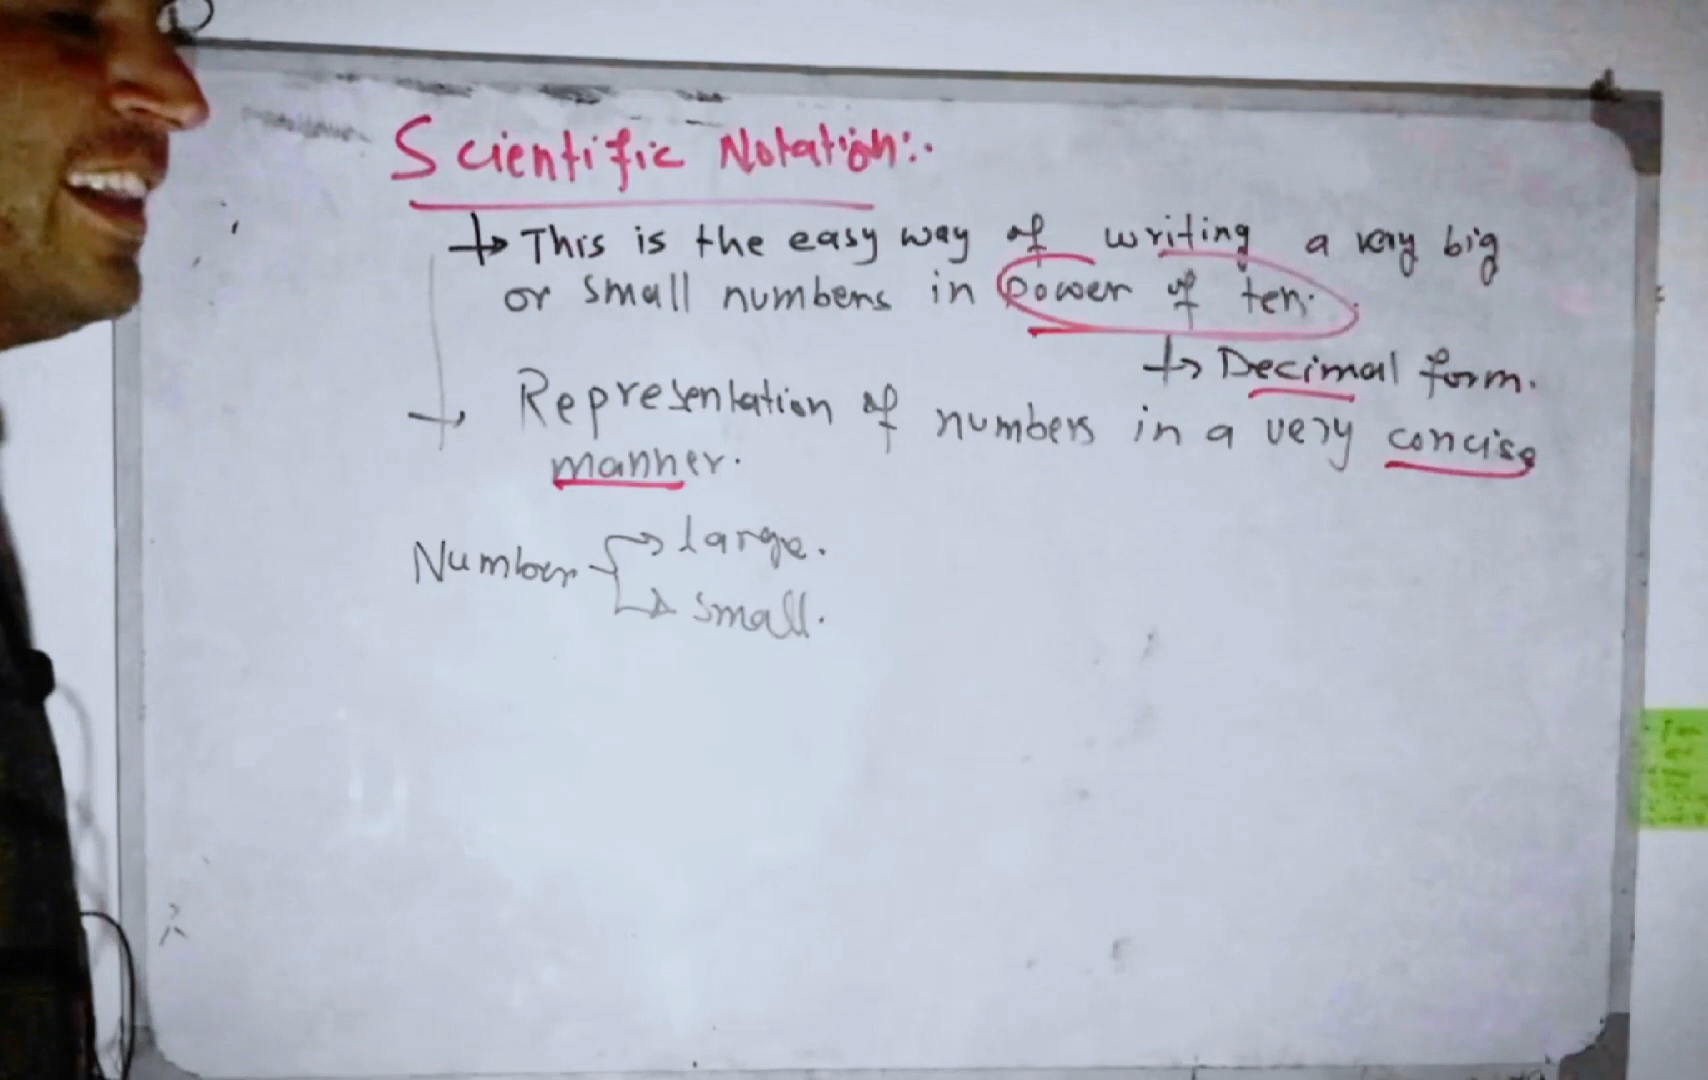 Scientific Notation:.
→ This is the easy way of writing a very big
or small numbers in power of ten.
→ Decimal form.
→ Representation of numbers in a very concise
manner.
Number → large.
→ small.